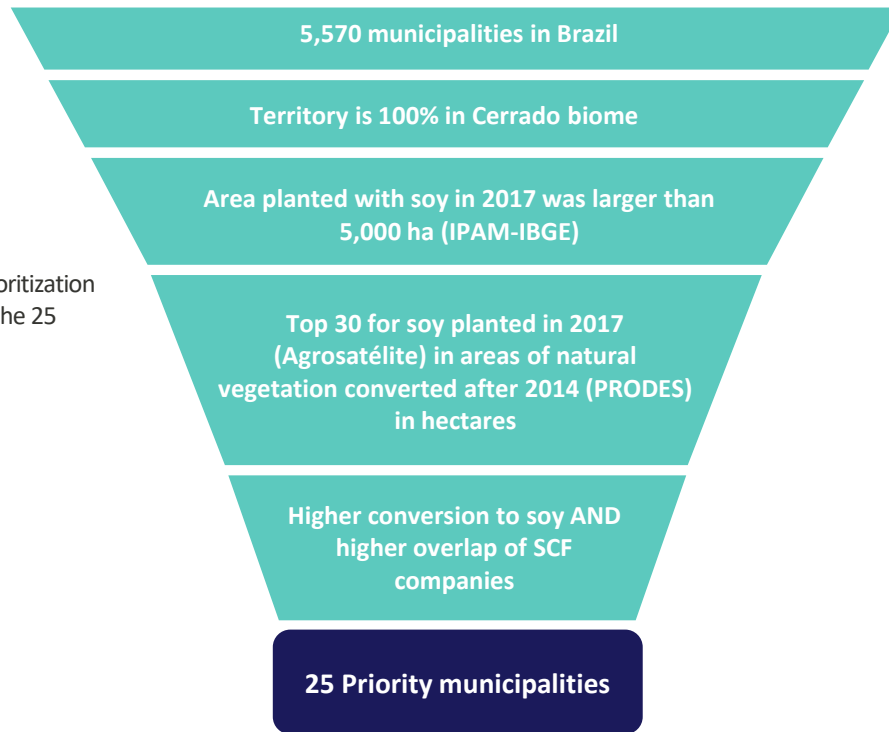 5,570 municipalities in Brazil
Territory is 100% in Cerrado biome
Area planted with soy in 2017 was larger than
5,000 ha (IPAM-IBGE)
oritization
he 25
Top 30 for soy planted in 2017
(Agrosatélite) in areas of natural
vegetation converted after 2014 (PRODES)
in hectares
Higher conversion to soy AND
higher overlap of SCF
companies
25 Priority municipalities